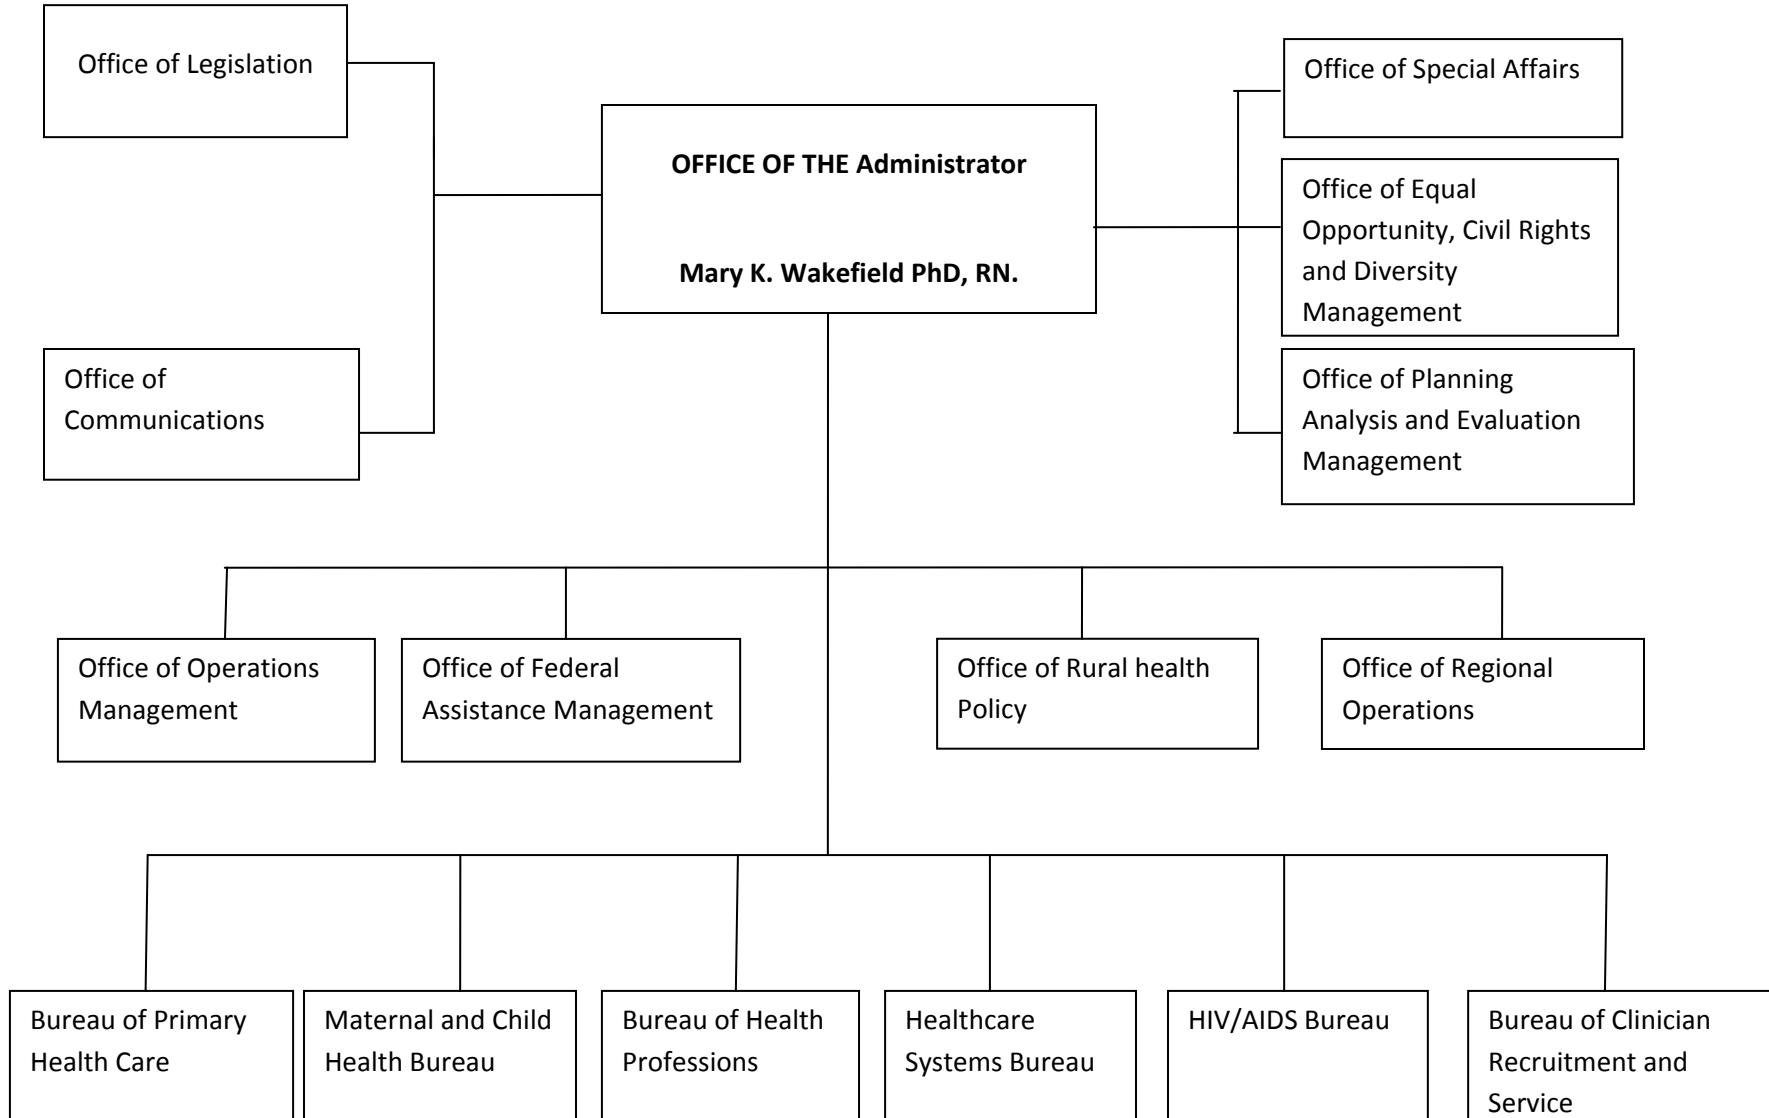 Office of Legislation
Office of Special Affairs
OFFICE OF THE Administrator
Mary K. Wakefield PhD, RN.
Office of Equal
Opportunity, Civil Rights
and Diversity
Management
Office of
Communications
Office of Planning
Analysis and Evaluation
Management
Office of Operations
Management
Office of Federal
Assistance Management
Office of Rural health
Policy
Office of Regional
Operations
Bureau of Primary
Health Care
Maternal and Child
Health Bureau
Bureau of Health
Professions
Healthcare
Systems Bureau
HIV/AIDS Bureau
Bureau of Clinician
Recruitment and
Service